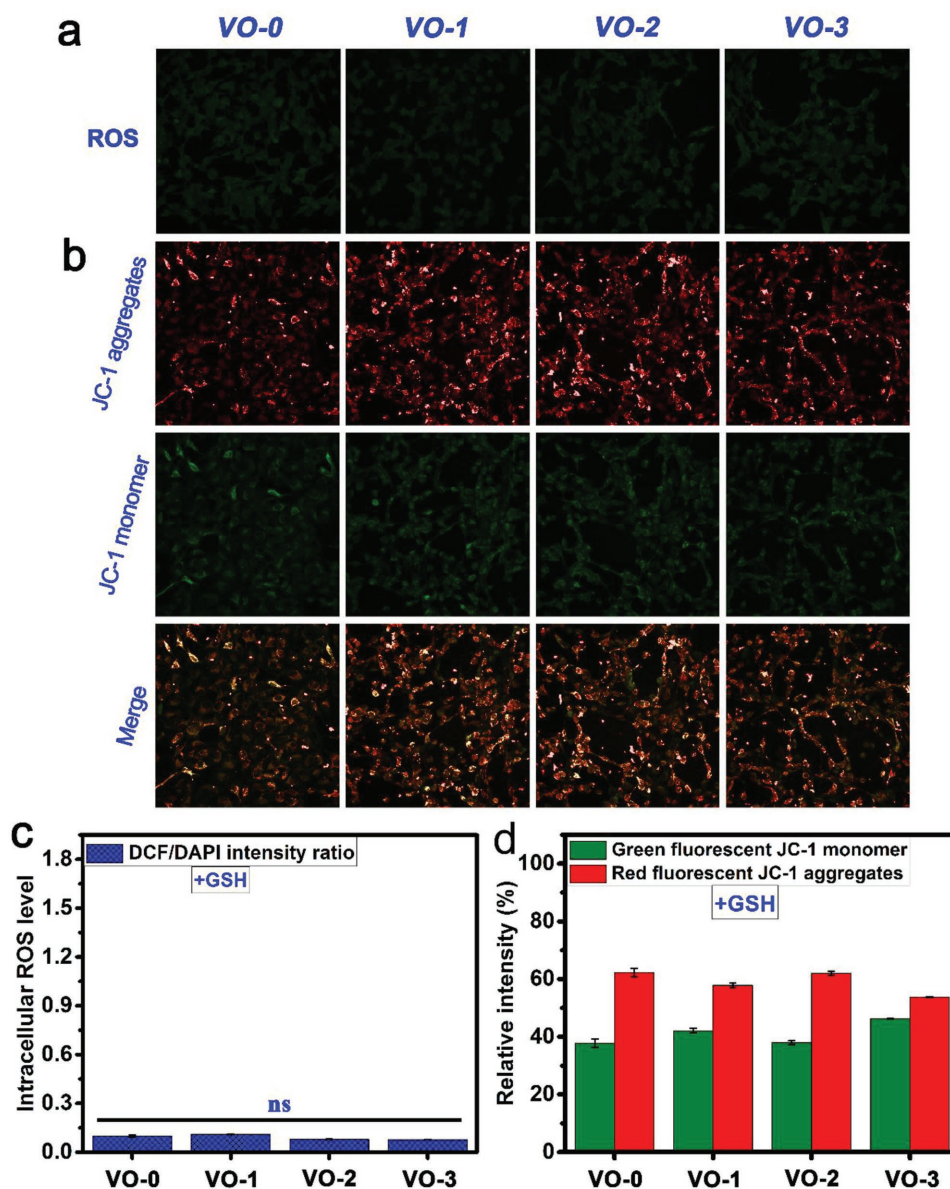 a
VO-0 VO-1 VO-2 VO-3
ROS
b
JC-1 aggregates
JC-1 monomer
Merge
c
DCF/DAPI intensity ratio
+GSH
Intracellular ROS level
1.8
1.5
1.2
0.9
0.6
0.3
0.0
ns
VO-0 VO-1 VO-2 VO-3
d
Green fluorescent JC-1 monomer
Red fluorescent JC-1 aggregates
+GSH
Relative intensity (%)
100
80
60
40
20
0
VO-0 VO-1 VO-2 VO-3